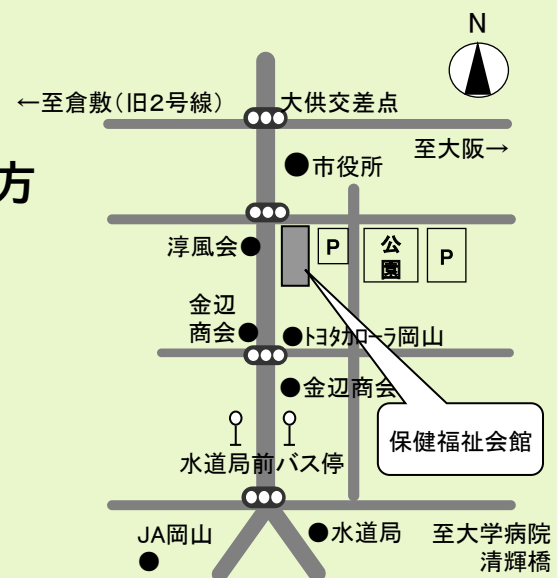 N
←至倉敷(旧2号線)
大供交差点
至大阪→
方
市役所
淳風会
P
公
園
P
金辺
商会
トヨタカローラ岡山
金辺商会
保健福祉会館
水道局前バス停
JA岡山
水道局
至大学病院
清輝橋